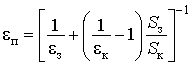 ε_п = [1/ε_з + (1/ε_к − 1) S_з/S_к]^−1